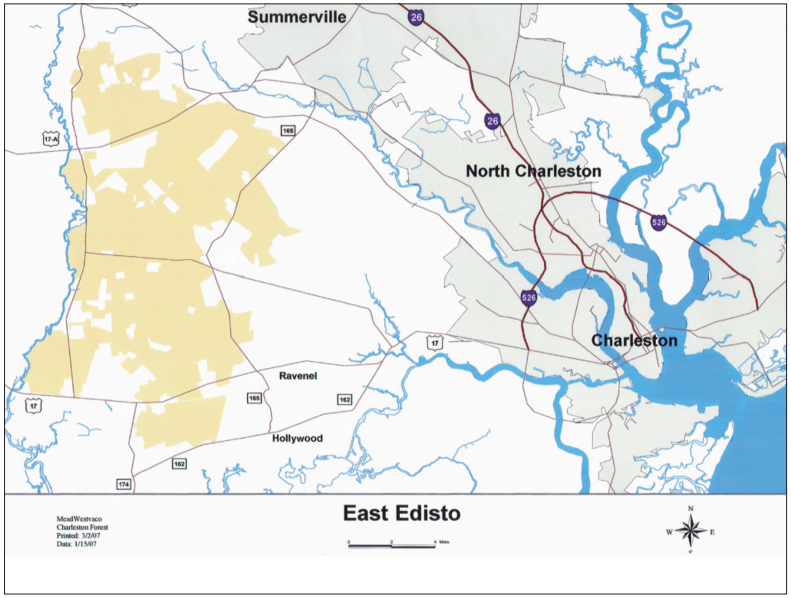 Summerville
26
26
17-A
165
North Charleston
526
526
17
Charleston
Ravenel
165
162
17
Hollywood
162
174
East Edisto
MeadWestvaco
Charleston Forest
Printed: 3/2/07
Data: 1/15/07
0 2 4 Miles
N
W E